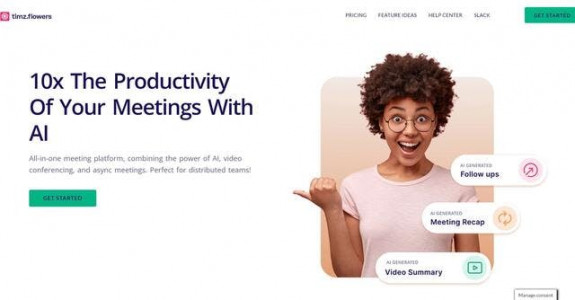 timz.flowers
PRICING FEATURE IDEAS HELP CENTER SLACK GET STARTED
10x The Productivity
Of Your Meetings With
AI
All-in-one meeting platform, combining the power of AI, video
conferencing, and async meetings. Perfect for distributed teams!
GET STARTED
AI GENERATED
Follow ups
AI GENERATED
Meeting Recap
AI GENERATED
Video Summary
Manage consent